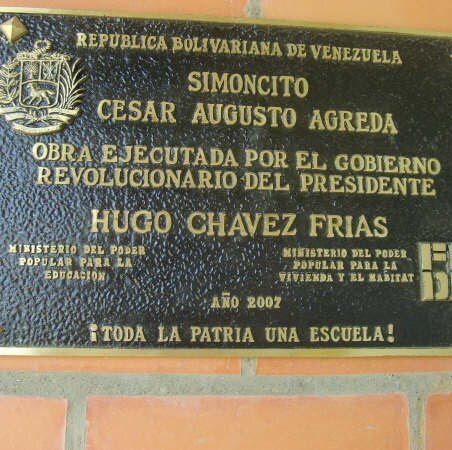 REPUBLICA BOLIVARIANA DE VENEZUELA
SIMONCITO
CESAR AUGUSTO AGREDA
OBRA EJECUTADA POR EL GOBIERNO
REVOLUCIONARIO DEL PRESIDENTE
HUGO CHAVEZ FRIAS
MINISTERIO DEL PODER
POPULAR PARA LA
EDUCACION
MINISTERIO DEL PODER
POPULAR PARA LA
VIVIENDA Y EL HABITAT
AÑO 2007
¡TODA LA PATRIA UNA ESCUELA!